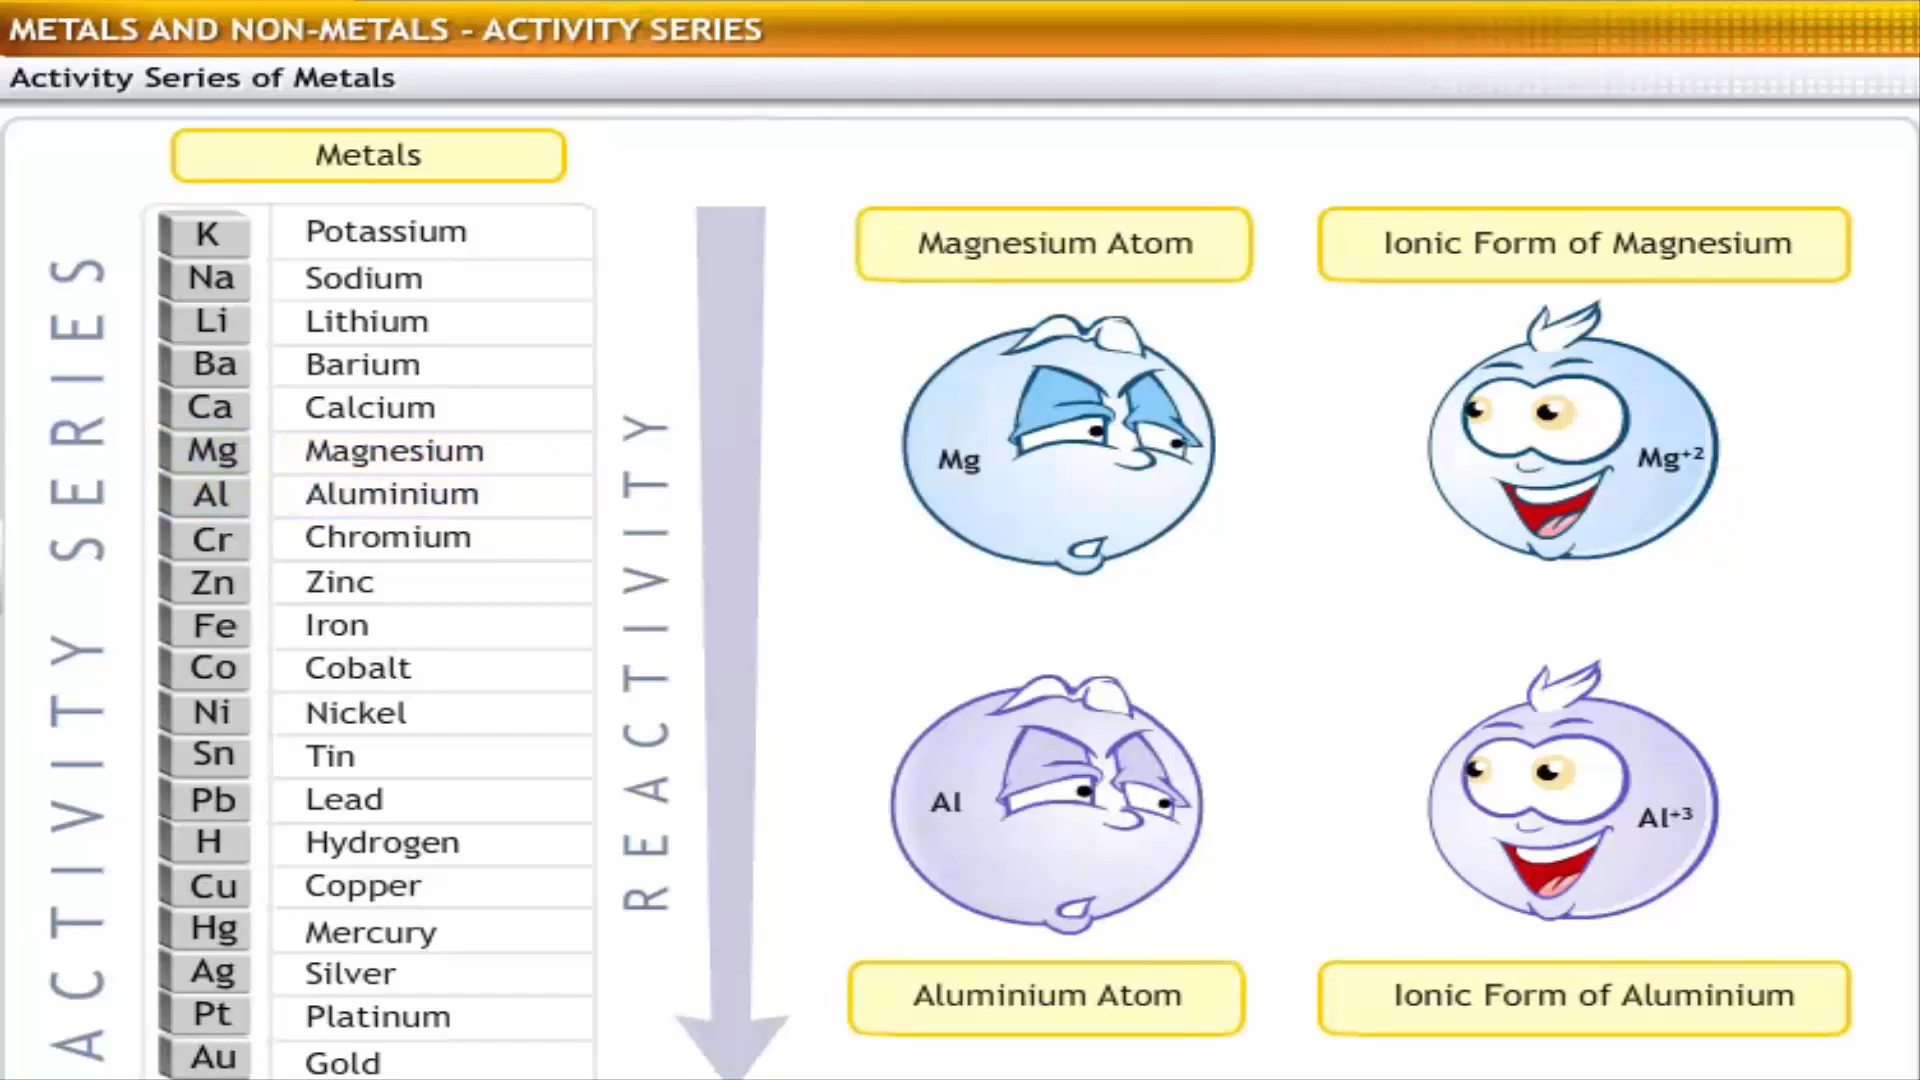 METALS AND NON-METALS - ACTIVITY SERIES
Activity Series of Metals
Metals
ACTIVITY SERIES
K Potassium
Na Sodium
Li Lithium
Ba Barium
Ca Calcium
Mg Magnesium
Al Aluminium
Cr Chromium
Zn Zinc
Fe Iron
Co Cobalt
Ni Nickel
Sn Tin
Pb Lead
H Hydrogen
Cu Copper
Hg Mercury
Ag Silver
Pt Platinum
Au Gold
REACTIVITY
Magnesium Atom
Ionic Form of Magnesium
Mg
Mg⁺²
Al
Al⁺³
Aluminium Atom
Ionic Form of Aluminium